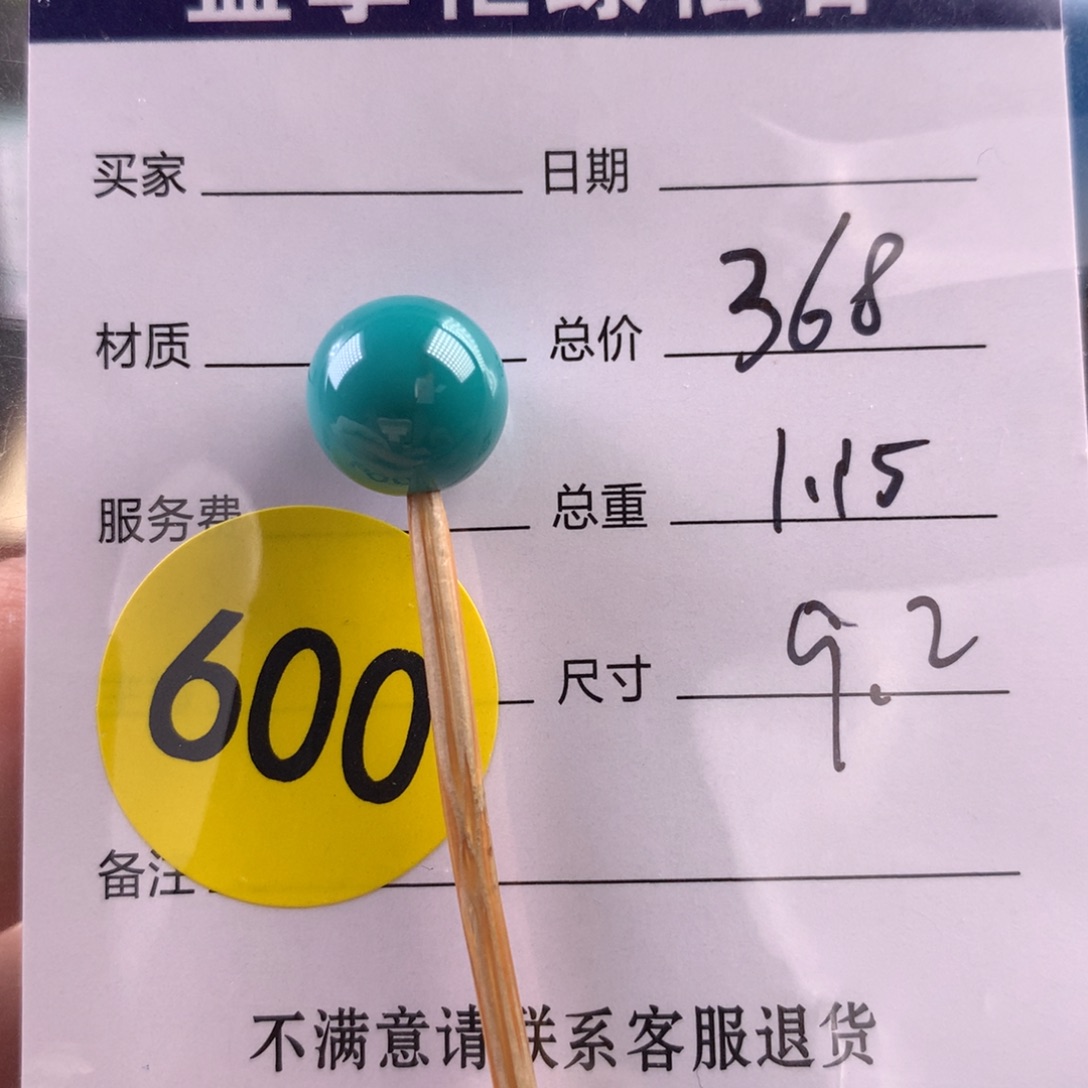 买家 日期
材质 总价 368
服务费 总重 1.15
尺寸 9.2
600
备注
不满意请联系客服退货